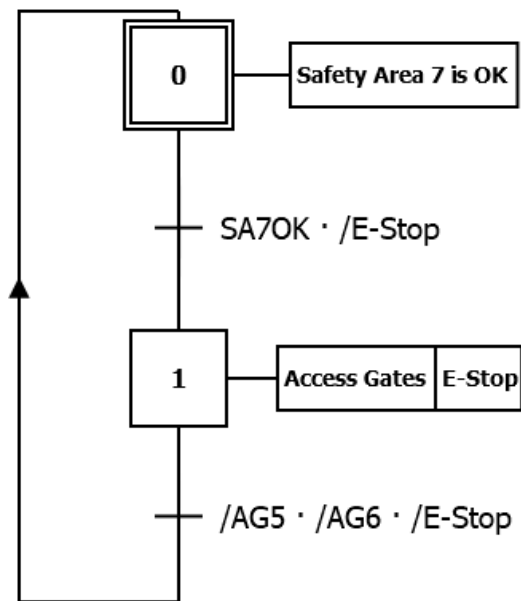 0
Safety Area 7 is OK
SA7OK · /E-Stop
1
Access Gates
E-Stop
/AG5 · /AG6 · /E-Stop